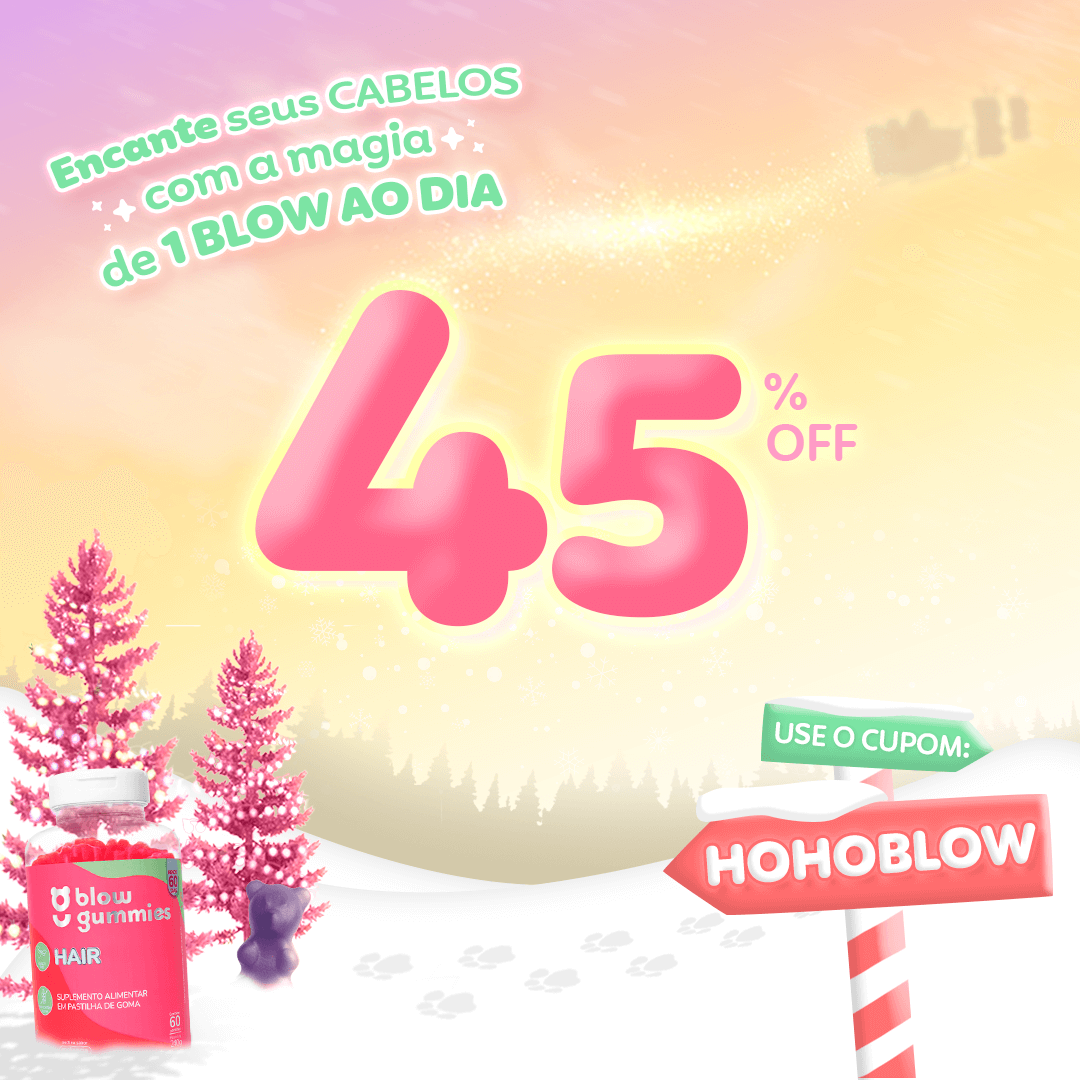 Encante seus CABELOS
com a magia
de 1 BLOW AO DIA
45
%
OFF
USE O CUPOM:
HOHOBLOW
blow
gummies
HAIR
SUPLEMENTO ALIMENTAR
EM PASTILHA DE GOMA
60
60